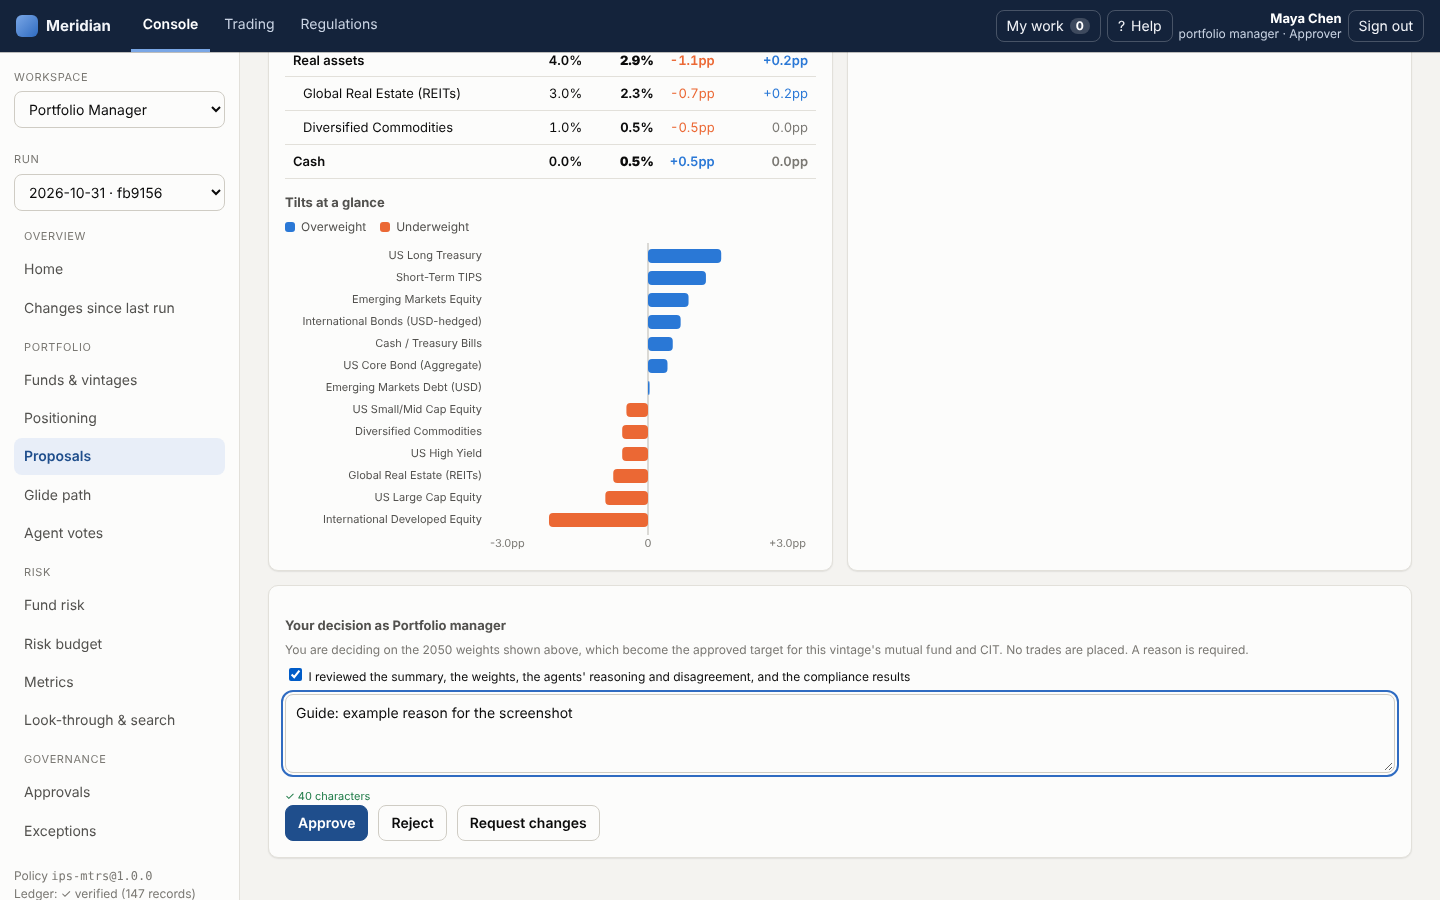 Meridian Console Trading Regulations My work 0 ? Help Maya Chen Sign out
portfolio manager · Approver
WORKSPACE
Portfolio Manager
RUN
2026-10-31 · fb9156
OVERVIEW
Home
Changes since last run
PORTFOLIO
Funds & vintages
Positioning
Proposals
Glide path
Agent votes
RISK
Fund risk
Risk budget
Metrics
Look-through & search
GOVERNANCE
Approvals
Exceptions
Policy ips-mtrs@1.0.0
Ledger: ✓ verified (147 records)
Real assets 4.0% 2.9% -1.1pp +0.2pp
Global Real Estate (REITs) 3.0% 2.3% -0.7pp +0.2pp
Diversified Commodities 1.0% 0.5% -0.5pp 0.0pp
Cash 0.0% 0.5% +0.5pp 0.0pp
Tilts at a glance
Overweight Underweight
US Long Treasury
Short-Term TIPS
Emerging Markets Equity
International Bonds (USD-hedged)
Cash / Treasury Bills
US Core Bond (Aggregate)
Emerging Markets Debt (USD)
US Small/Mid Cap Equity
Diversified Commodities
US High Yield
Global Real Estate (REITs)
US Large Cap Equity
International Developed Equity
-3.0pp 0 +3.0pp
Your decision as Portfolio manager
You are deciding on the 2050 weights shown above, which become the approved target for this vintage's mutual fund and CIT. No trades are placed. A reason is required.
I reviewed the summary, the weights, the agents' reasoning and disagreement, and the compliance results
Guide: example reason for the screenshot
✓ 40 characters
Approve Reject Request changes